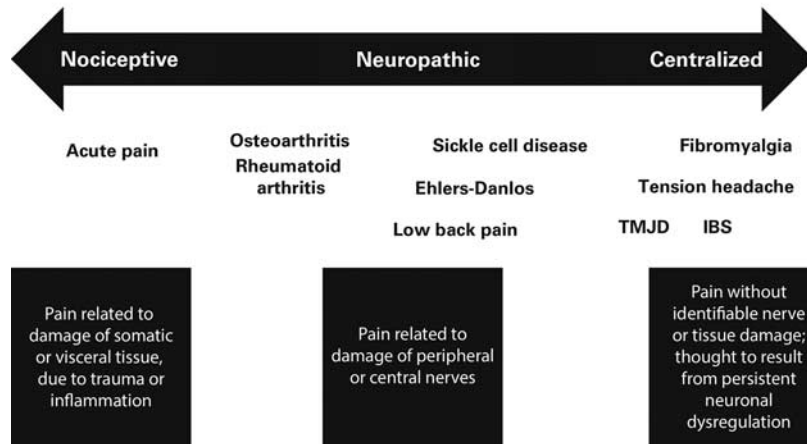 Nociceptive
Neuropathic
Centralized
Acute pain
Osteoarthritis
Rheumatoid
arthritis
Sickle cell disease
Ehlers-Danlos
Low back pain
Fibromyalgia
Tension headache
TMJD
IBS
Pain related to
damage of somatic
or visceral tissue,
due to trauma or
inflammation
Pain related to
damage of peripheral
or central nerves
Pain without
identifiable nerve
or tissue damage;
thought to result
from persistent
neuronal
dysregulation